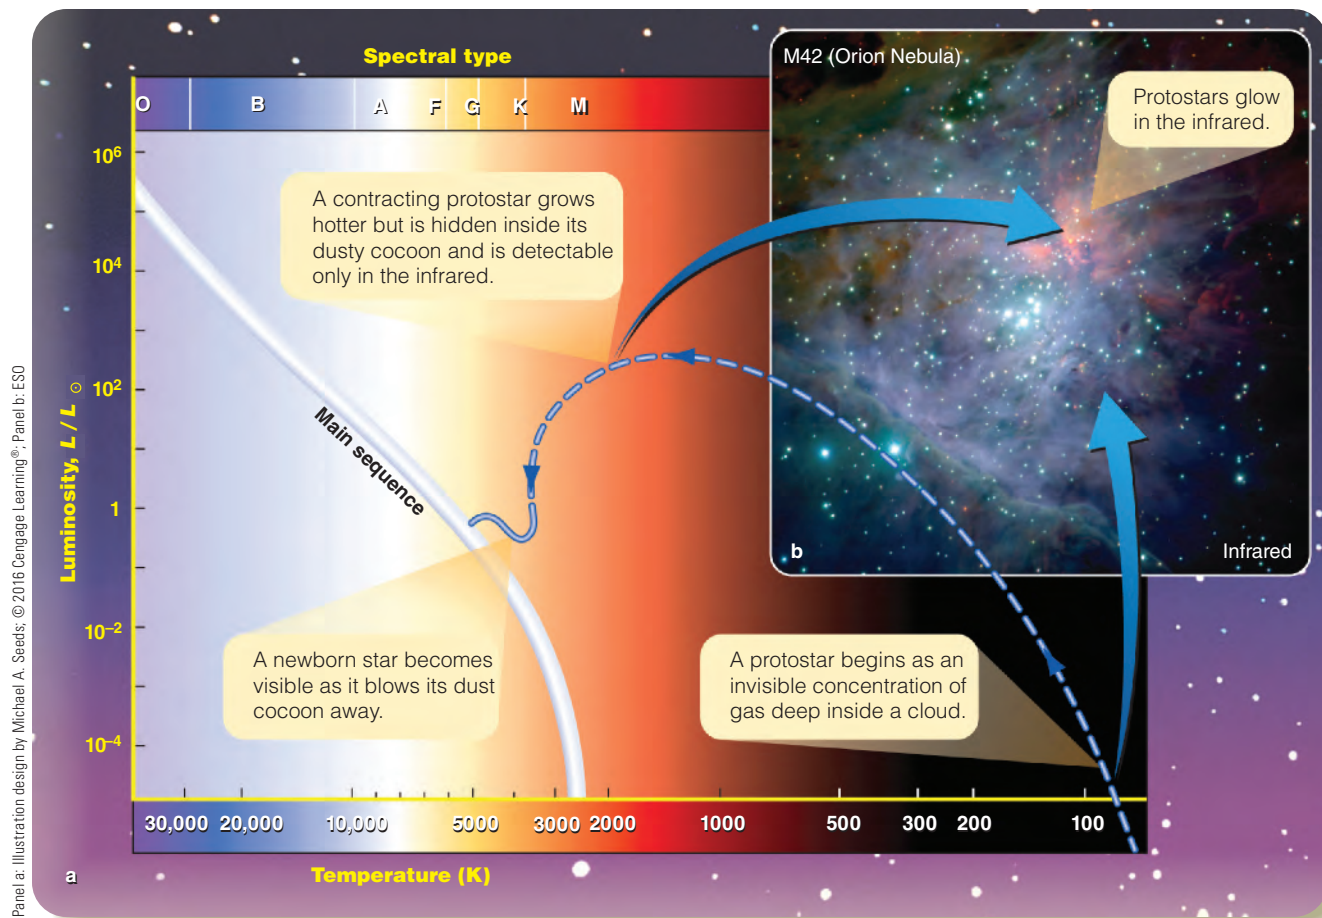 Spectral type
O B A F G K M
M42 (Orion Nebula)
Protostars glow
in the infrared.
A contracting protostar grows
hotter but is hidden inside its
dusty cocoon and is detectable
only in the infrared.
10⁶
10⁴
10²
1
10⁻²
10⁻⁴
Luminosity, L / L ☉
Main sequence
b
Infrared
A newborn star becomes
visible as it blows its dust
cocoon away.
A protostar begins as an
invisible concentration of
gas deep inside a cloud.
30,000 20,000 10,000 5000 3000 2000 1000 500 300 200 100
a
Temperature (K)
Panel a: Illustration design by Michael A. Seeds; © 2016 Cengage Learning®; Panel b: ESO